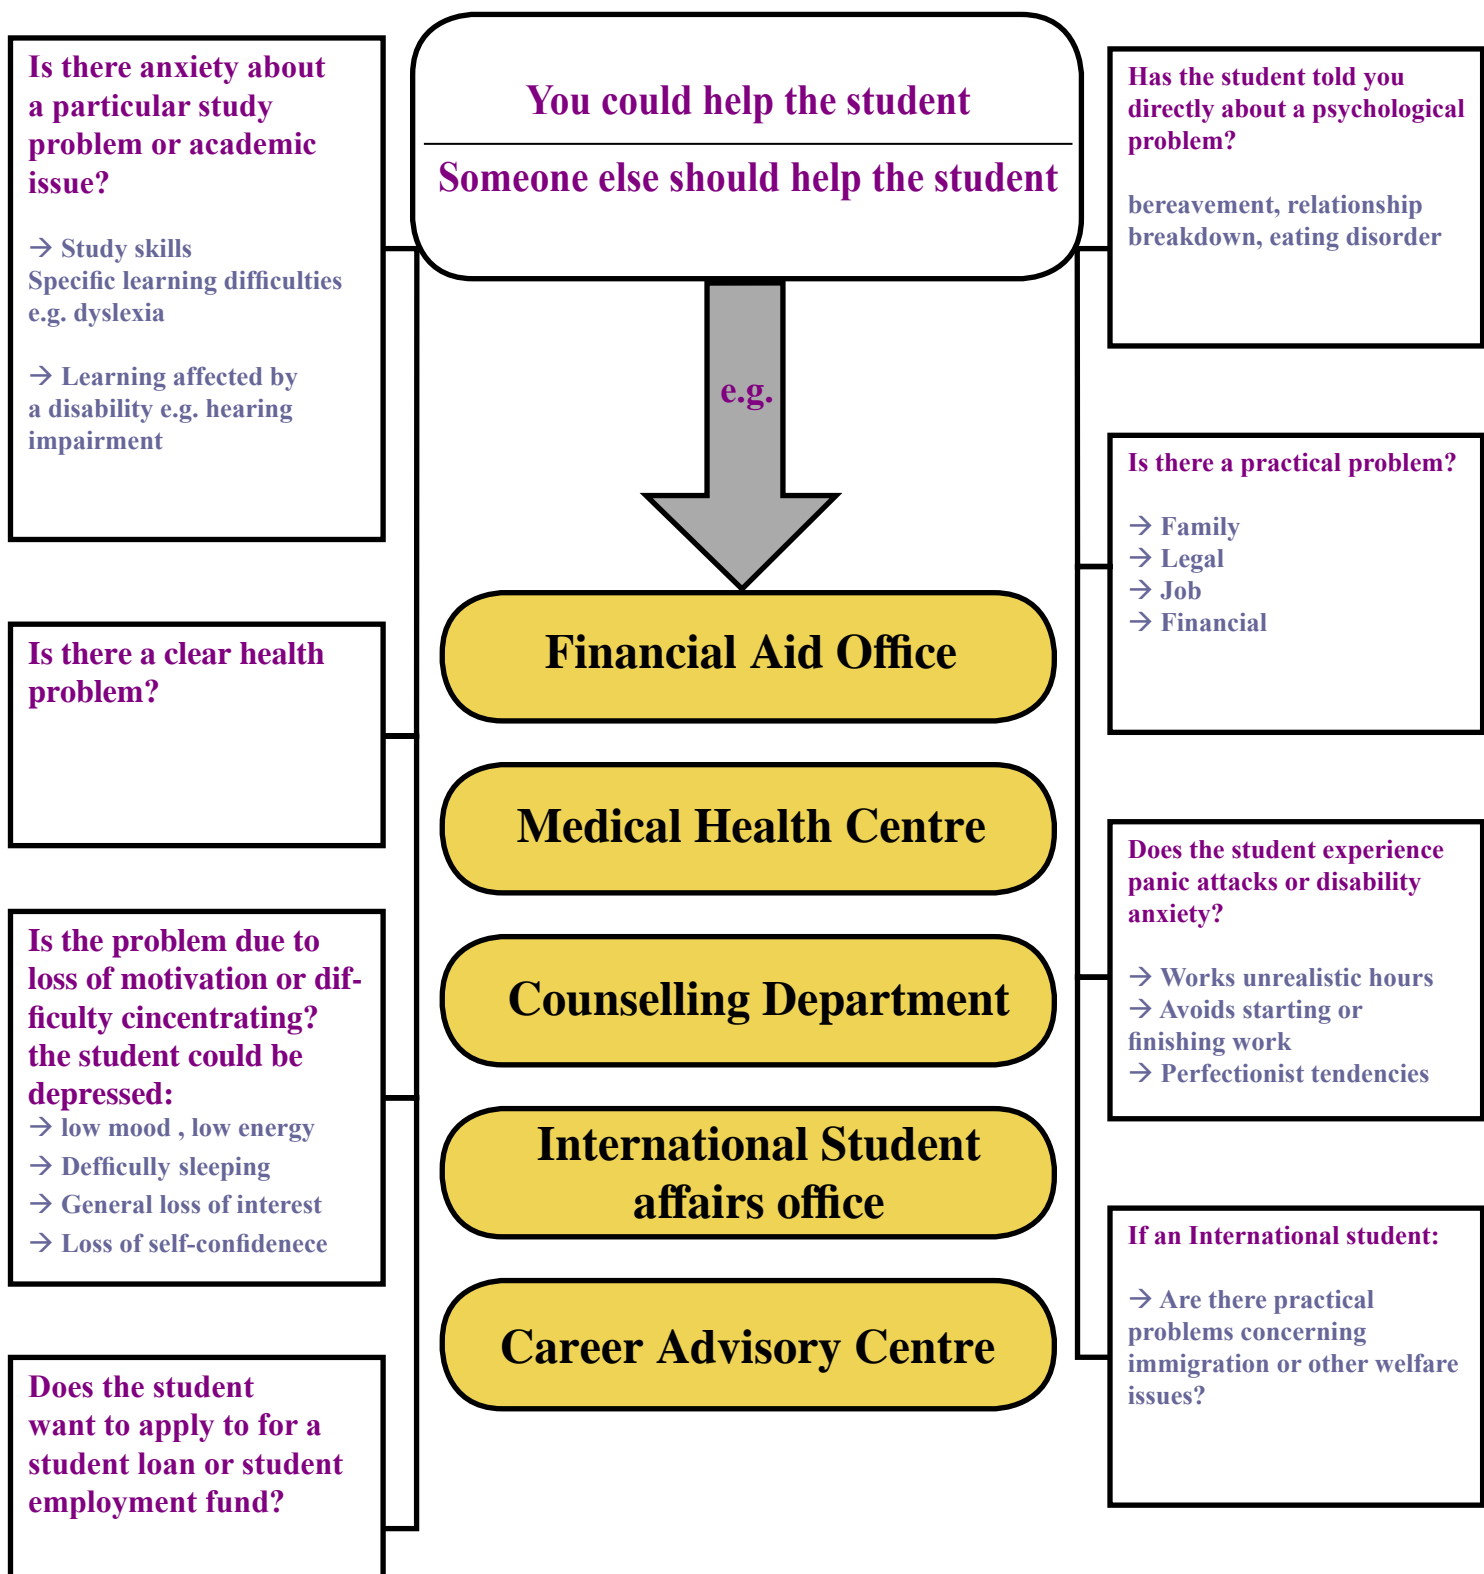 You could help the student
Someone else should help the student
Is there anxiety about
a particular study
problem or academic
issue?
→ Study skills
Specific learning difficulties
e.g. dyslexia
→ Learning affected by
a disability e.g. hearing
impairment
Is there a clear health
problem?
Is the problem due to
loss of motivation or dif-
ficulty cincentrating?
the student could be
depressed:
→ low mood , low energy
→ Defficully sleeping
→ General loss of interest
→ Loss of self-confidenece
Does the student
want to apply to for a
student loan or student
employment fund?
e.g.
Financial Aid Office
Medical Health Centre
Counselling Department
International Student
affairs office
Career Advisory Centre
Has the student told you
directly about a psychological
problem?
bereavement, relationship
breakdown, eating disorder
Is there a practical problem?
→ Family
→ Legal
→ Job
→ Financial
Does the student experience
panic attacks or disability
anxiety?
→ Works unrealistic hours
→ Avoids starting or
finishing work
→ Perfectionist tendencies
If an International student:
→ Are there practical
problems concerning
immigration or other welfare
issues?